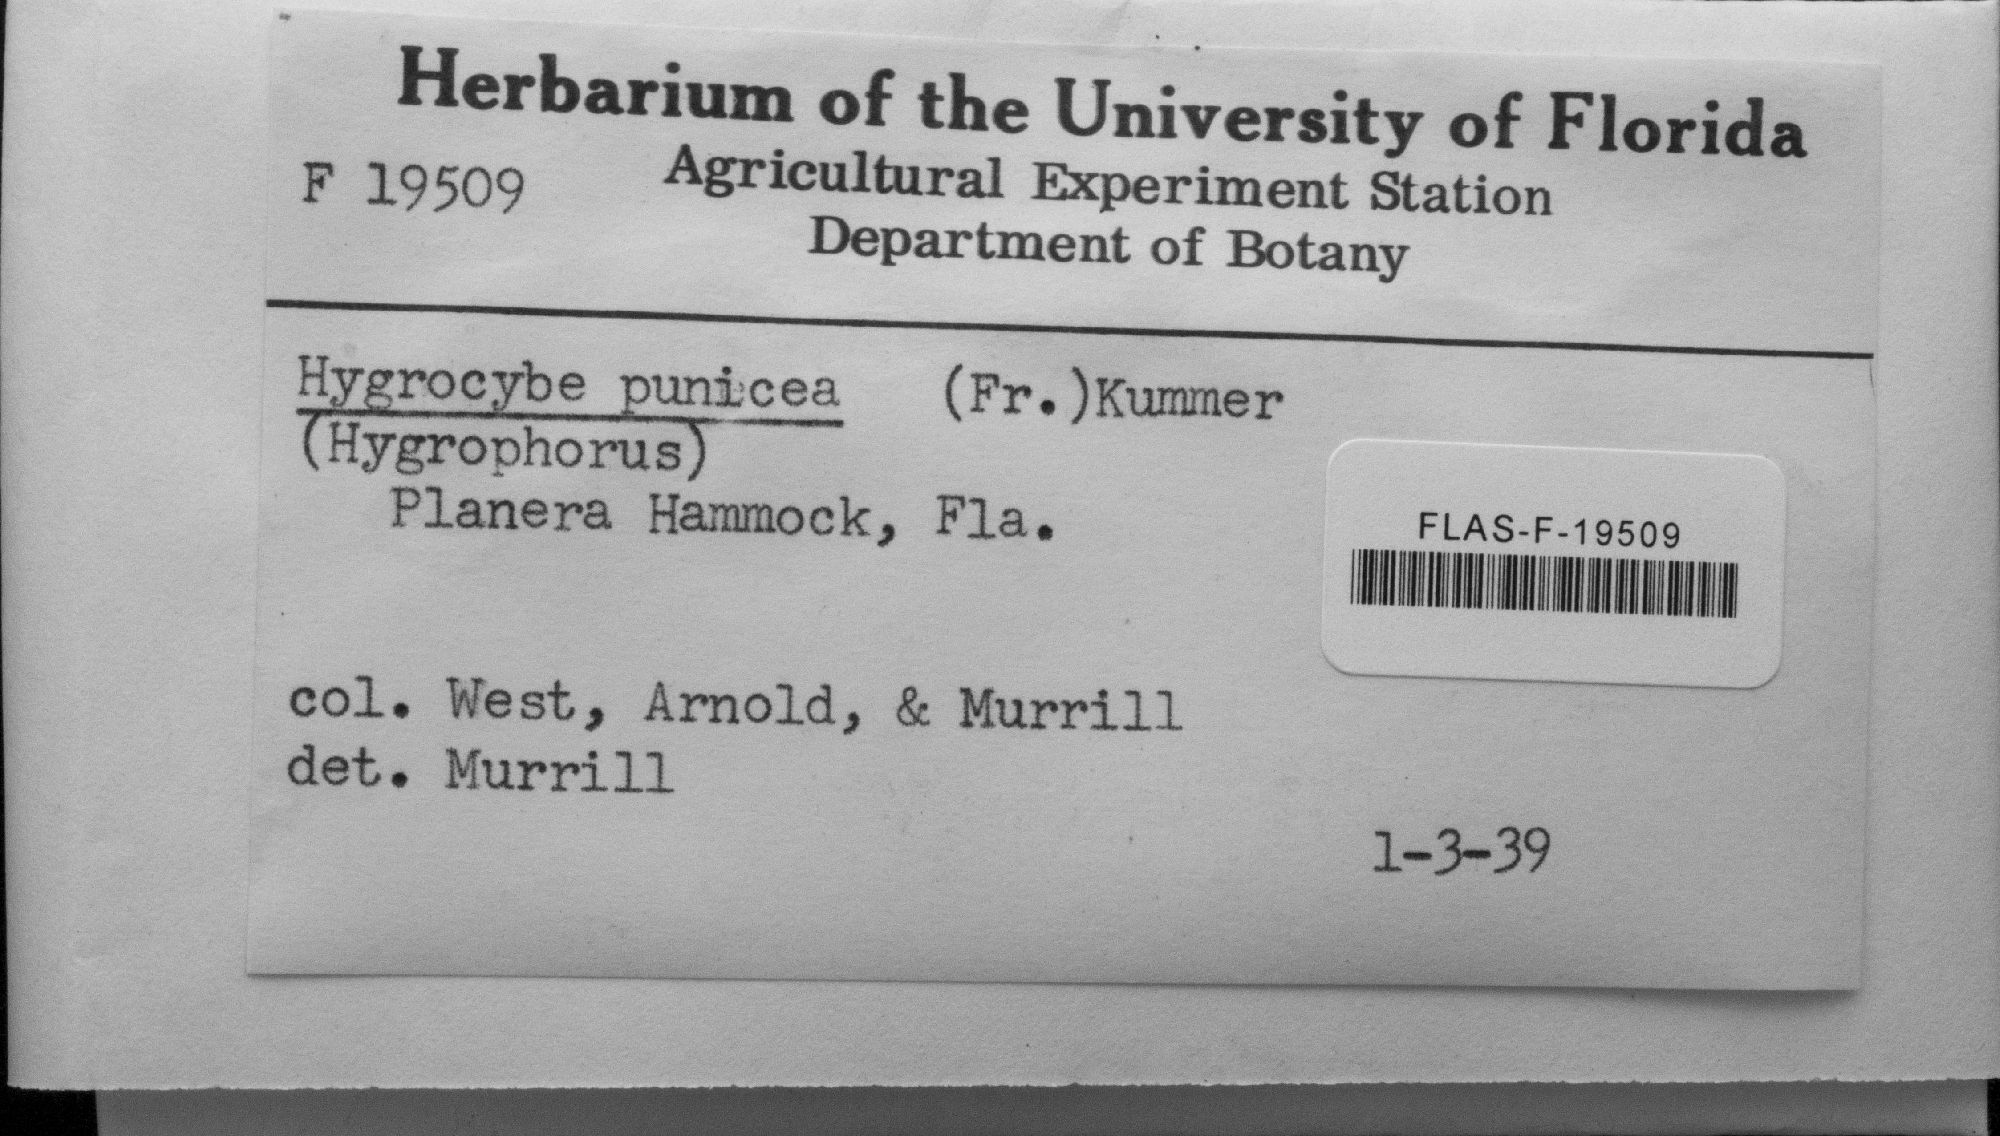 Herbarium of the University of Florida
F 19509 Agricultural Experiment Station
Department of Botany
Hygrocybe punicea (Fr.)Kummer
(Hygrophorus)
Planera Hammock, Fla.
FLAS-F-19509
col. West, Arnold, & Murrill
det. Murrill
1-3-39